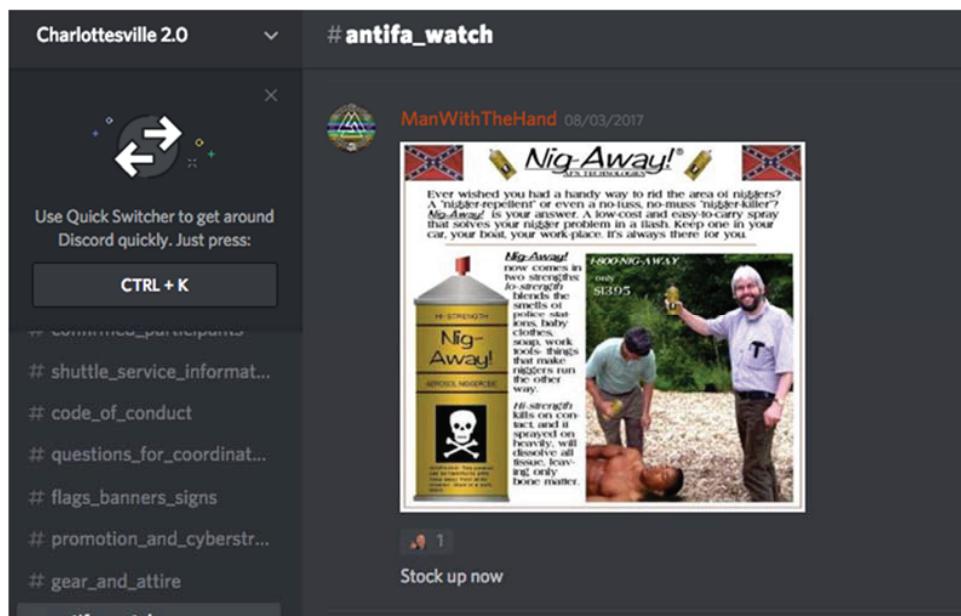 Charlottesville 2.0
#antifa_watch
Use Quick Switcher to get around
Discord quickly. Just press:
CTRL + K
# confirmed_participants
# shuttle_service_informat...
# code_of_conduct
# questions_for_coordinat...
# flags_banners_signs
# promotion_and_cyberstr...
# gear_and_attire
ManWithTheHand 08/03/2017
Nig-Away!®
TECHNOLOGIES
Ever wished you had a handy way to rid the area of niggers?
A "nigger-repellent" or even a no-fuss, no-muss "nigger-killer"?
Nig-Away! is your answer. A low-cost and easy-to-carry spray
that solves your nigger problem in a flash. Keep one in your
car, your boat, your work-place. It's always there for you.
Nig-Away!
now comes in
two strengths:
lo-strength
blends the
smells of
police stat-
ions, baby
clothes,
soap, work
tools- things
that make
niggers run
the other
way.
Hi-strength
kills on con-
tact, and if
sprayed on
heavily, will
dissolve all
tissue, leav-
ing only
bone matter.
HI-STRENGTH
Nig-
Away!
AEROSOL NIGGERCIDE
1-800-NIG-AWAY
only
$13.95
1
Stock up now